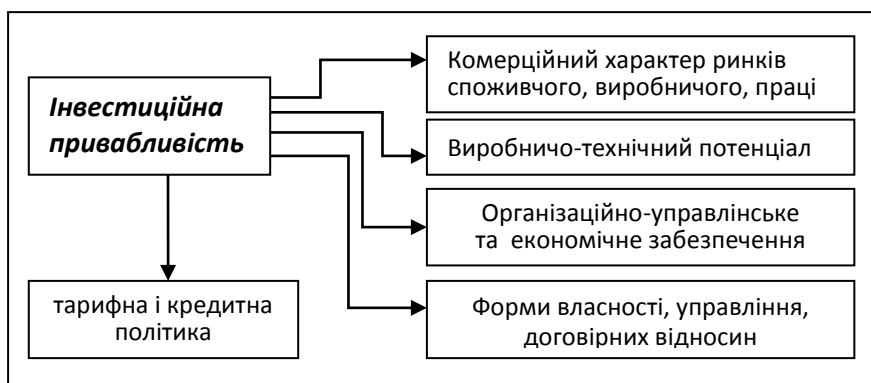 Інвестиційна
привабливість
Комерційний характер ринків
споживчого, виробничого, праці
Виробничо-технічний потенціал
Організаційно-управлінське
та економічне забезпечення
тарифна і кредитна
політика
Форми власності, управління,
договірних відносин